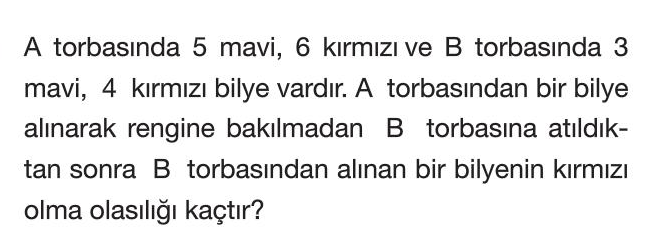 A torbasında 5 mavi, 6 kırmızı ve B torbasında 3
mavi, 4 kırmızı bilye vardır. A torbasından bir bilye
alınarak rengine bakılmadan B torbasına atıldık-
tan sonra B torbasından alınan bir bilyenin kırmızı
olma olasılığı kaçtır?